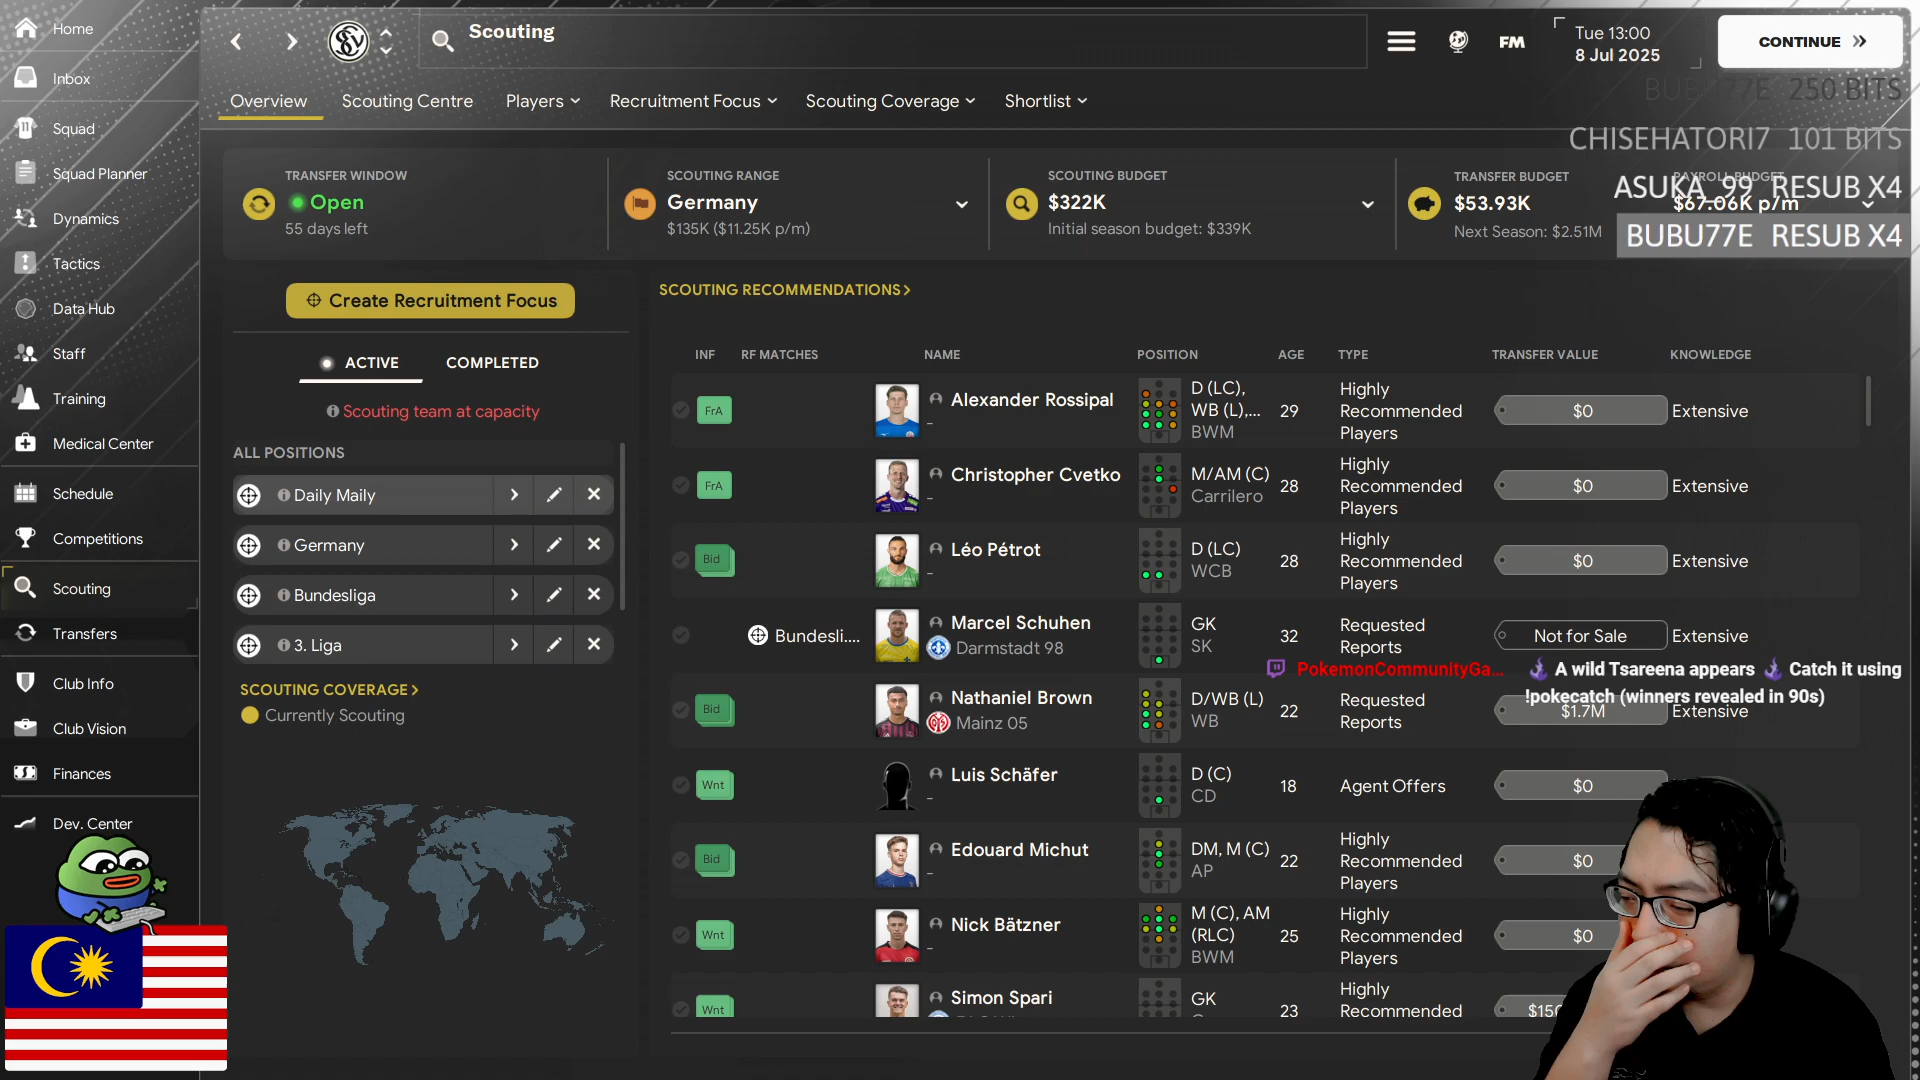 Home
Inbox
Squad
Squad Planner
Dynamics
Tactics
Data Hub
Staff
Training
Medical Center
Schedule
Competitions
Scouting
Transfers
Club Info
Club Vision
Finances
Dev. Center
Scouting
FM
Tue 13:00
8 Jul 2025
CONTINUE
Overview
Scouting Centre
Players
Recruitment Focus
Scouting Coverage
Shortlist
BUBU77E 250 BITS
CHISEHATORI7 101 BITS
ASUKA_99_ RESUB X4
BUBU77E RESUB X4
TRANSFER WINDOW
Open
55 days left
SCOUTING RANGE
Germany
$135K ($11.25K p/m)
SCOUTING BUDGET
$322K
Initial season budget: $339K
TRANSFER BUDGET
$53.93K
Next Season: $2.51M
PAYROLL BUDGET
$67.06K p/m
Create Recruitment Focus
ACTIVE
COMPLETED
Scouting team at capacity
ALL POSITIONS
Daily Maily
Germany
Bundesliga
3. Liga
SCOUTING COVERAGE
Currently Scouting
SCOUTING RECOMMENDATIONS
INF RF MATCHES NAME POSITION AGE TYPE TRANSFER VALUE KNOWLEDGE
FrA Alexander Rossipal - D (LC), WB (L),... BWM 29 Highly Recommended Players $0 Extensive
FrA Christopher Cvetko - M/AM (C) Carrilero 28 Highly Recommended Players $0 Extensive
Bid Léo Pétrot - D (LC) WCB 28 Highly Recommended Players $0 Extensive
Bundesli.... Marcel Schuhen Darmstadt 98 GK SK 32 Requested Reports Not for Sale Extensive
PokemonCommunityGa... A wild Tsareena appears Catch it using
!pokecatch (winners revealed in 90s)
Bid Nathaniel Brown Mainz 05 D/WB (L) WB 22 Requested Reports $1.7M Extensive
Wnt Luis Schäfer - D (C) CD 18 Agent Offers $0
Bid Edouard Michut - DM, M (C) AP 22 Highly Recommended Players $0
Wnt Nick Bätzner - M (C), AM (RLC) BWM 25 Highly Recommended Players $0
Wnt Simon Spari GK 23 Highly Recommended